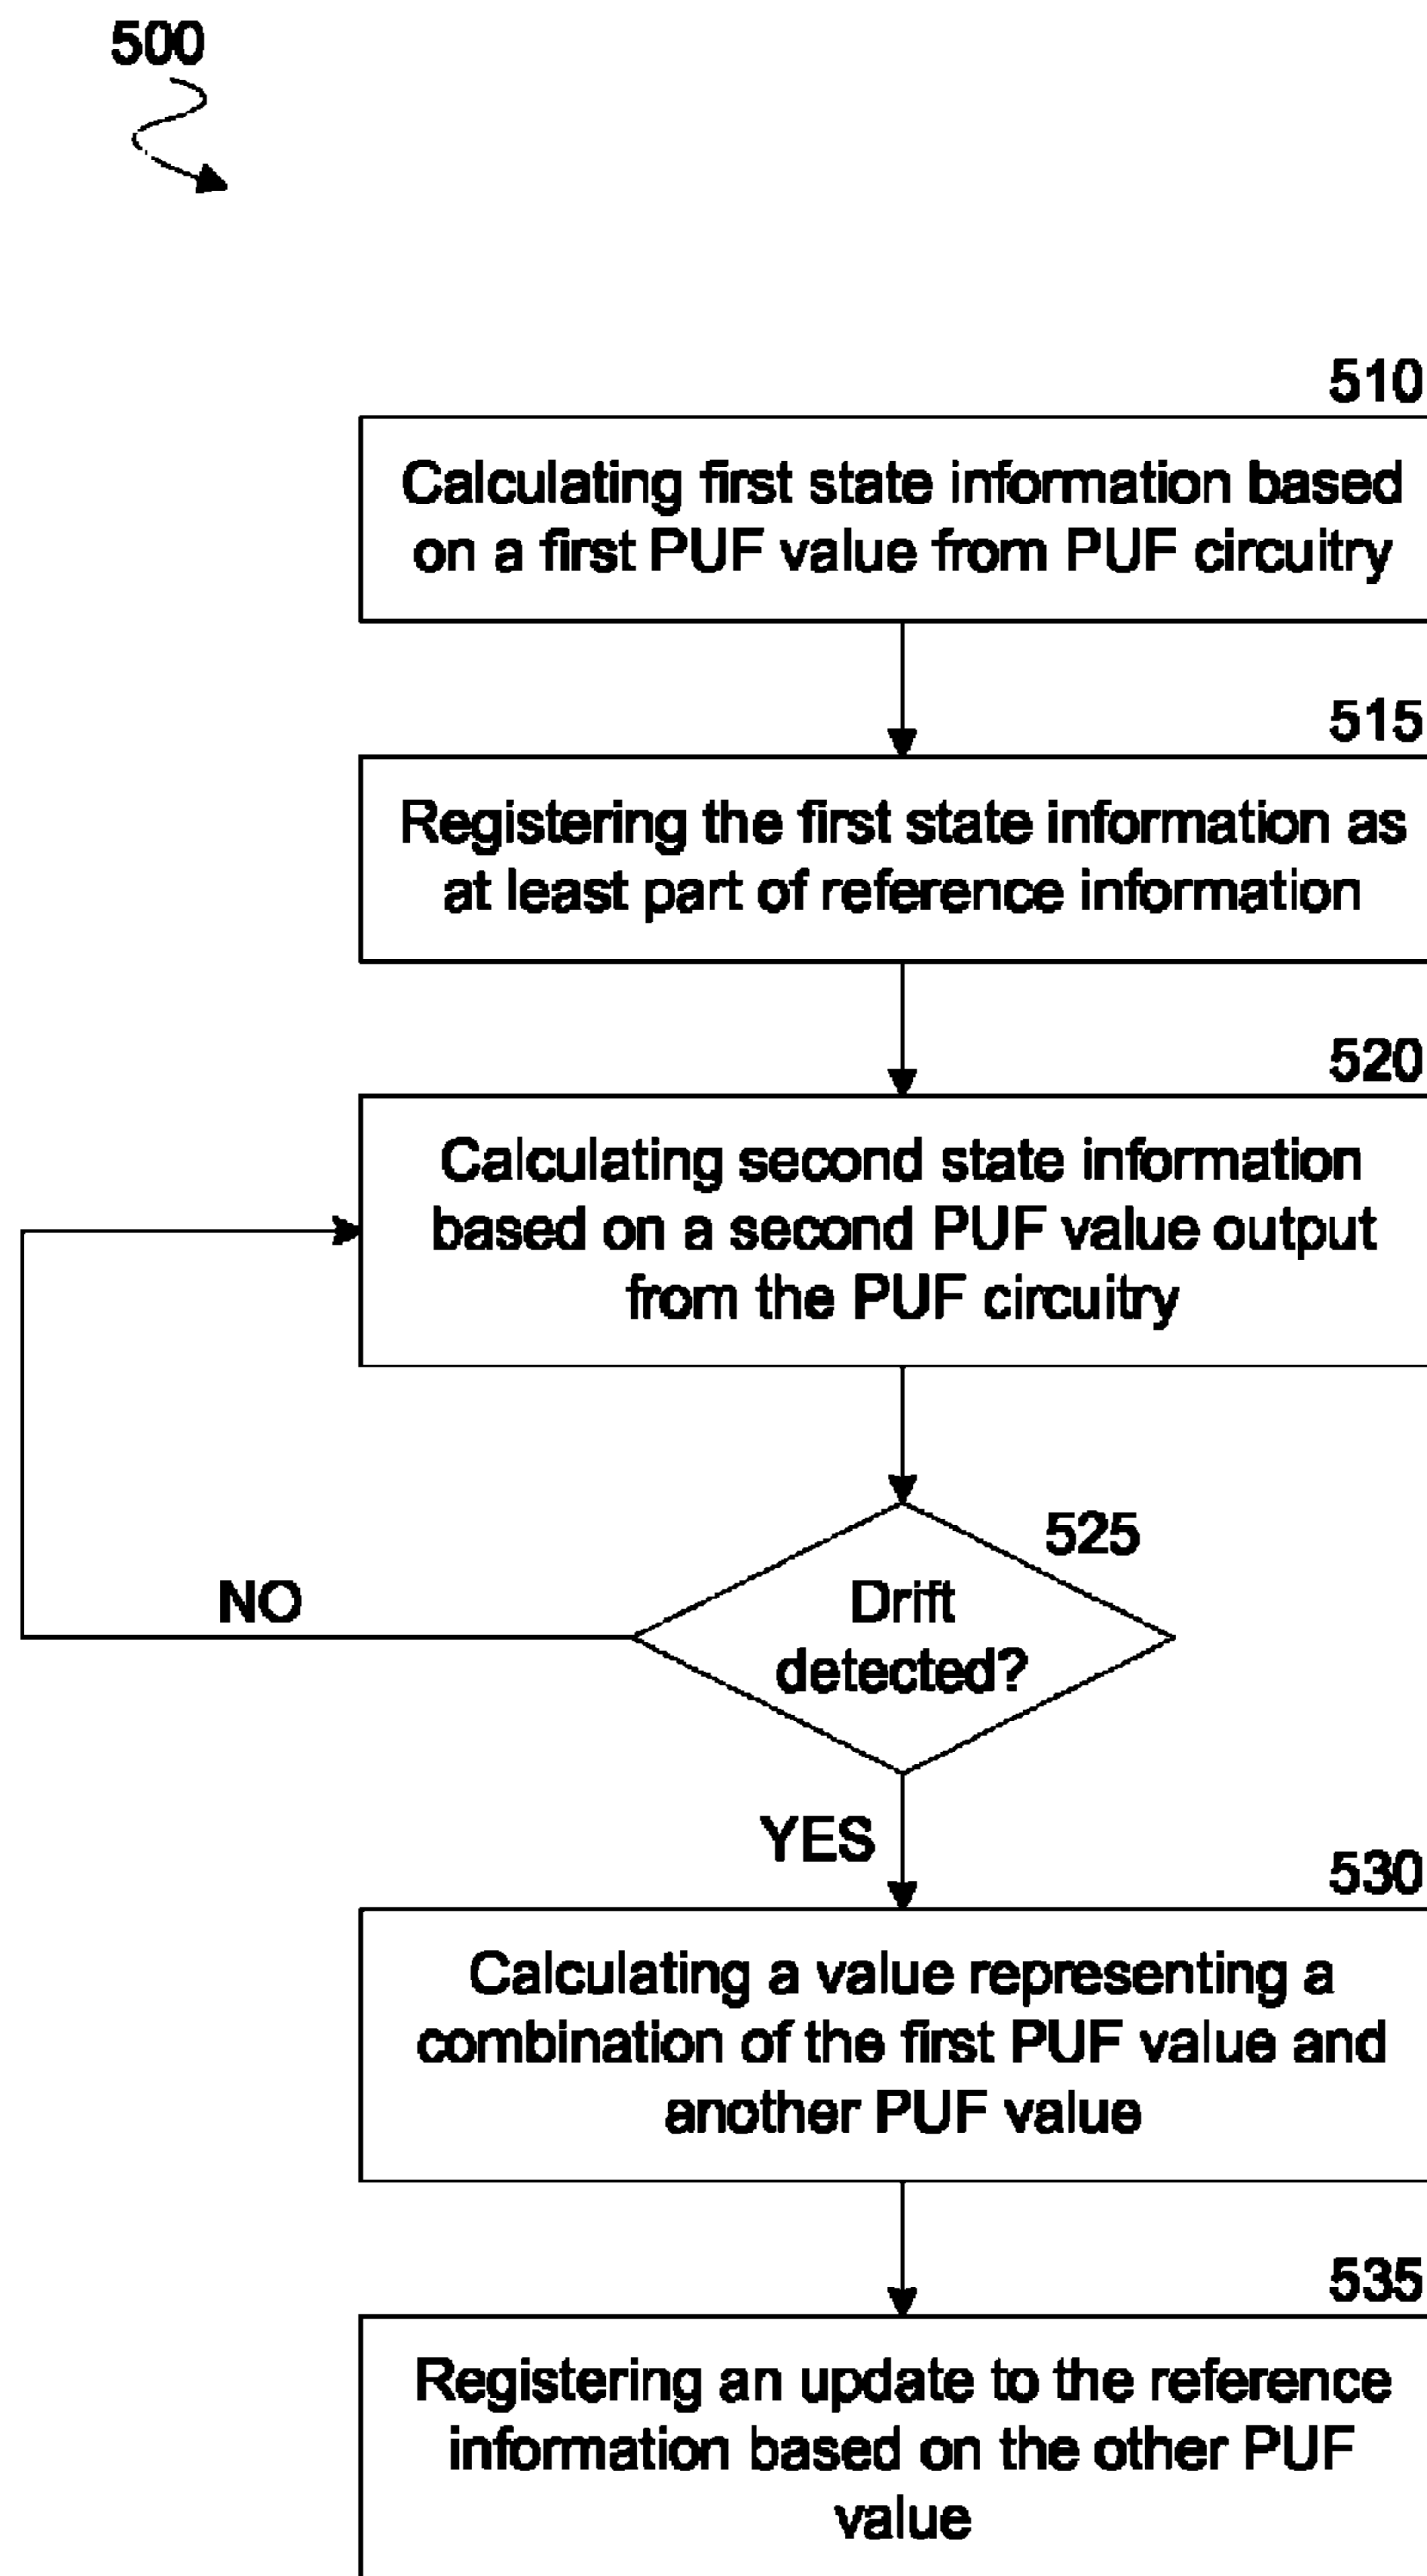 500
510
Calculating first state information based
on a first PUF value from PUF circuitry
515
Registering the first state information as
at least part of reference information
520
Calculating second state information
based on a second PUF value output
from the PUF circuitry
525
Drift
detected?
NO
YES
530
Calculating a value representing a
combination of the first PUF value and
another PUF value
535
Registering an update to the reference
information based on the other PUF
value